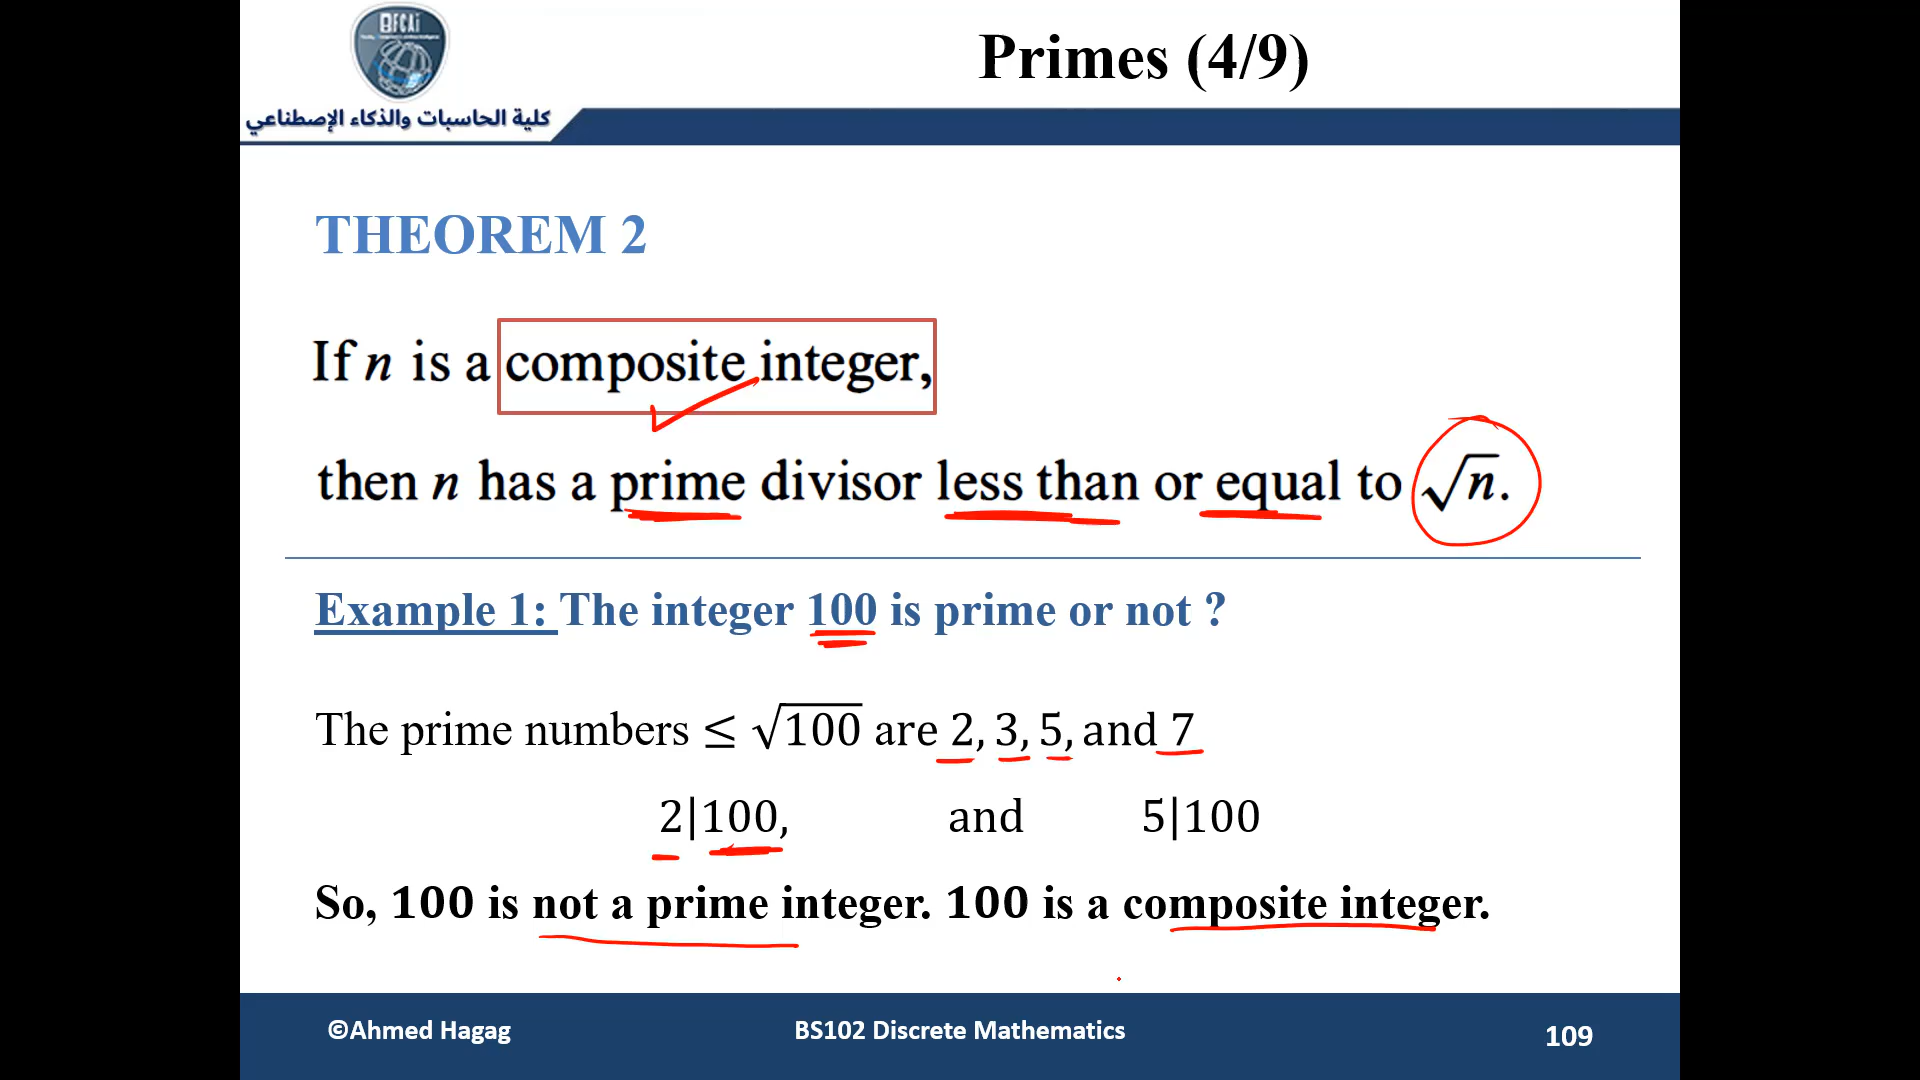 BFCAI
Primes (4/9)
كلية الحاسبات والذكاء الإصطناعي
THEOREM 2
If n is a composite integer,
then n has a prime divisor less than or equal to √n.
Example 1: The integer 100 is prime or not ?
The prime numbers ≤ √100 are 2, 3, 5, and 7
2|100, and 5|100
So, 100 is not a prime integer. 100 is a composite integer.
©Ahmed Hagag BS102 Discrete Mathematics 109